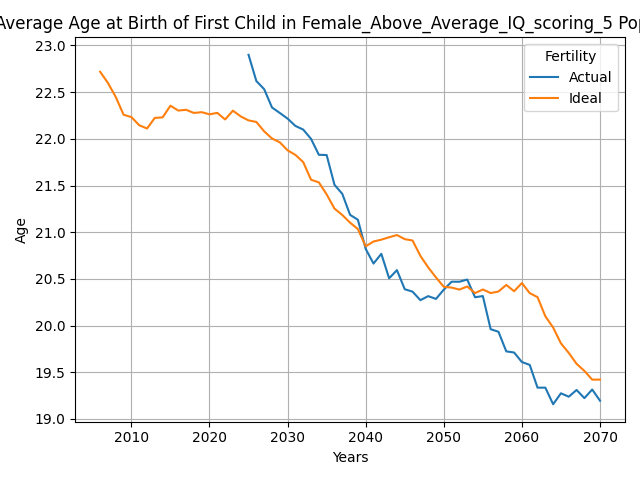 Average Age at Birth of First Child in Female_Above_Average_IQ_scoring_5 Po
Fertility
Actual
Ideal
23.0
22.5
22.0
21.5
21.0
20.5
20.0
19.5
19.0
Age
2010 2020 2030 2040 2050 2060 2070
Years